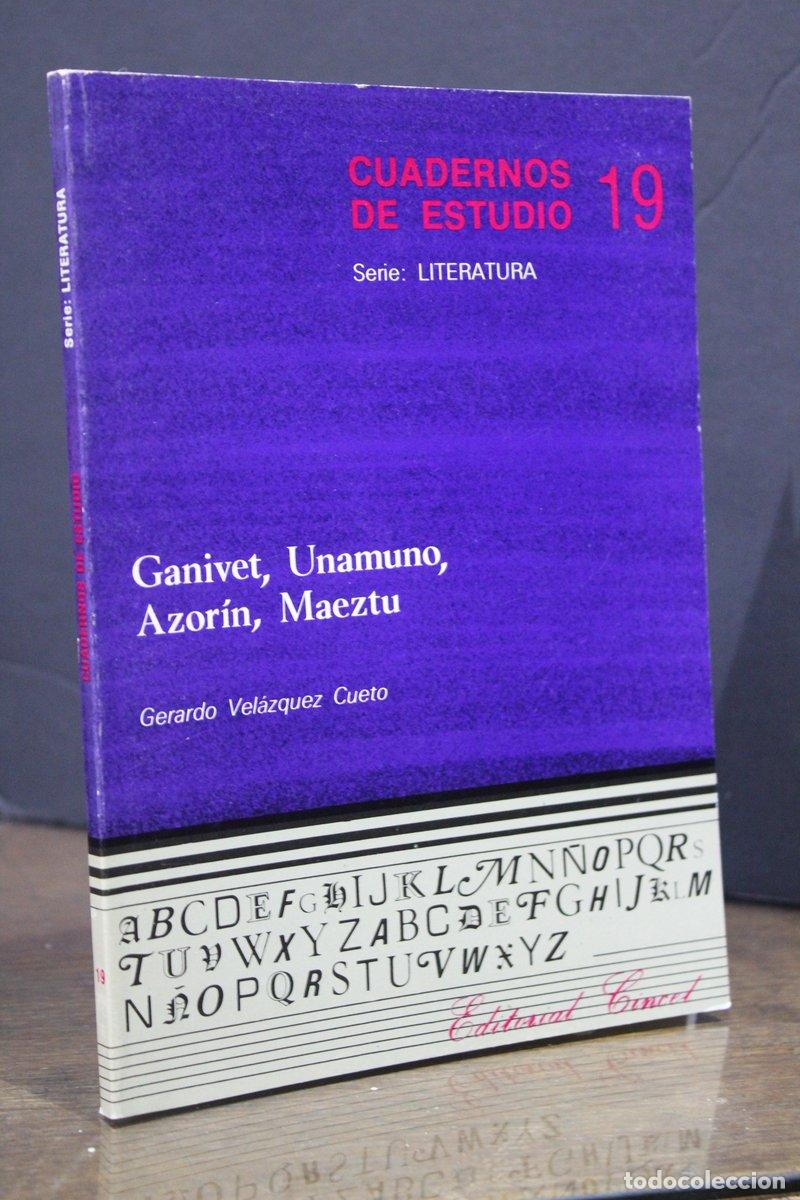 CUADERNOS
DE ESTUDIO 19
Serie: LITERATURA
Ganivet, Unamuno,
Azorín, Maeztu
Gerardo Velázquez Cueto
ABCDEFGHIJKLMNÑOPQRS
TUVWXYZABCDEFGHIJKLM
NÑOPQRSTUVWXYZ
Editorial Cincel
Serie: LITERATURA
CUADERNOS DE ESTUDIO
19
todocoleccion